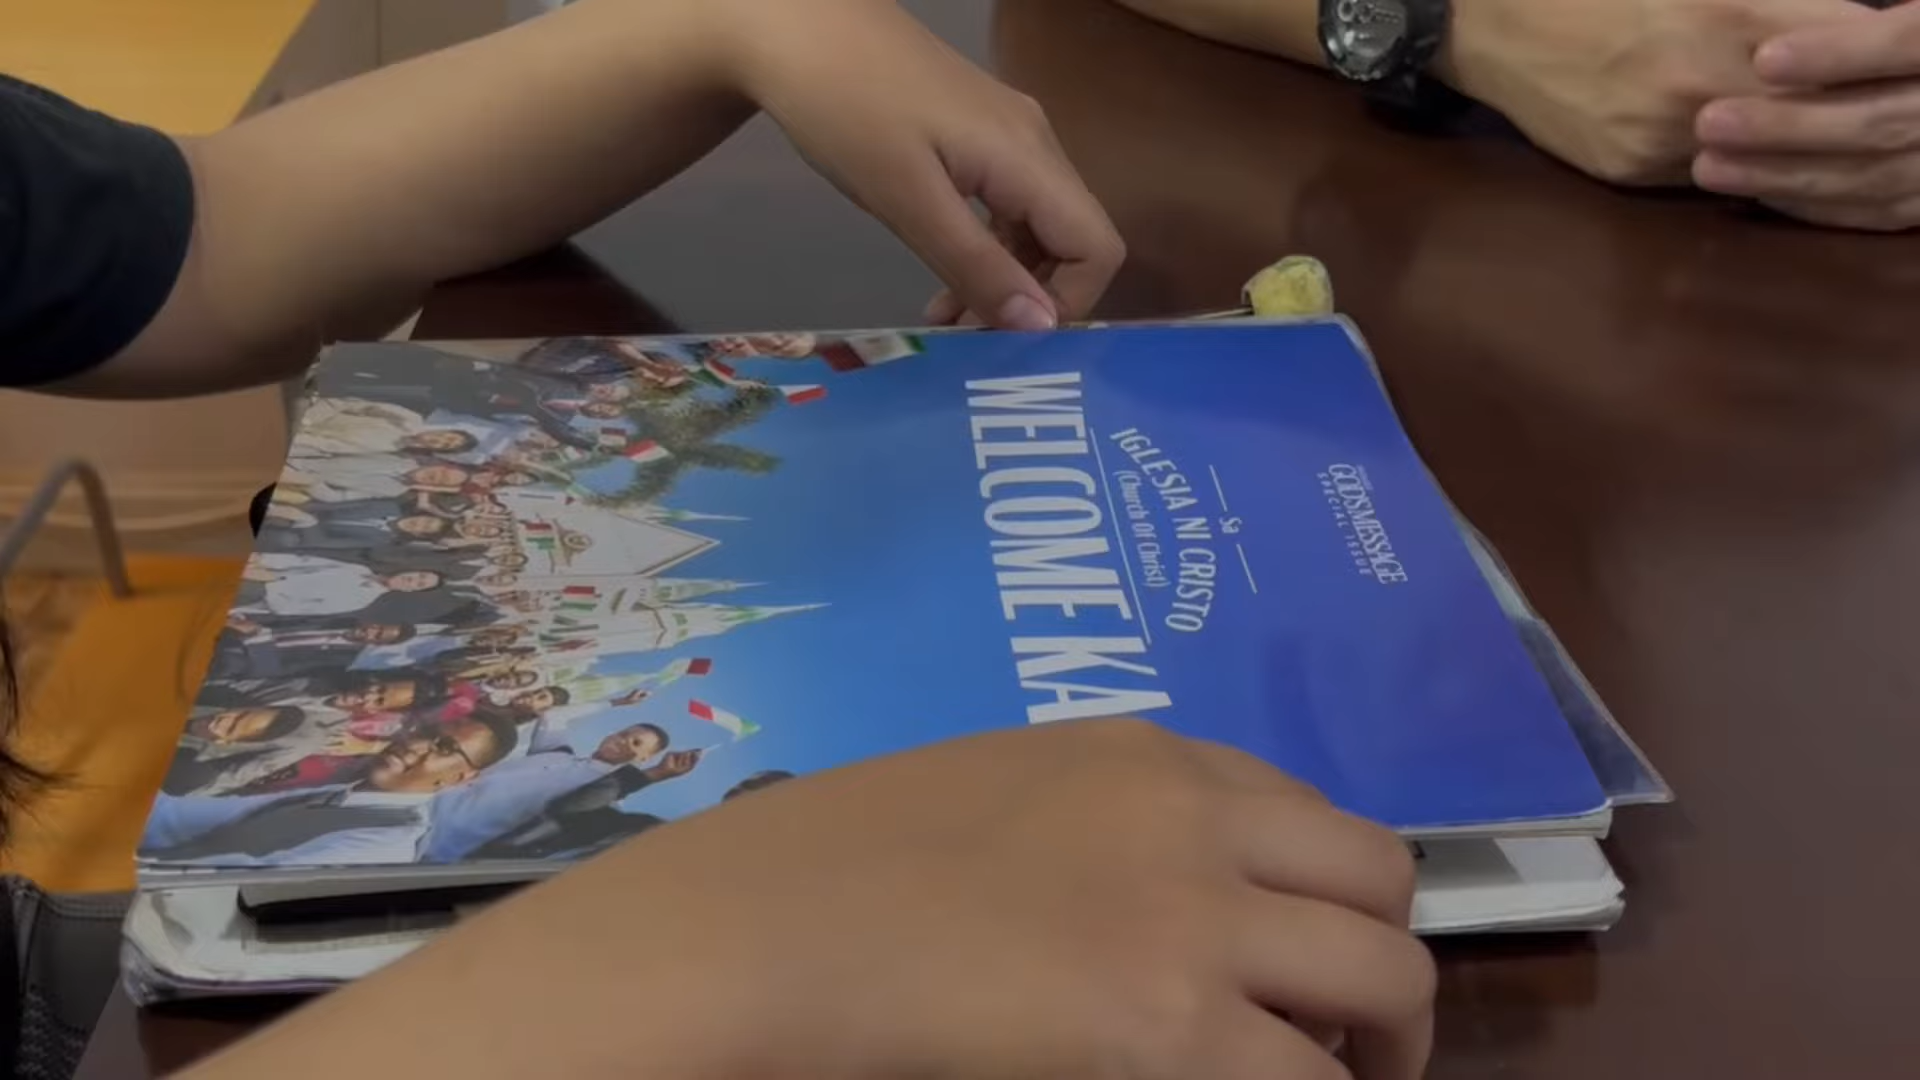 GOD'S MESSAGE
SPECIAL ISSUE
Sa
IGLESIA NI CRISTO
(Church Of Christ)
WELCOME KA